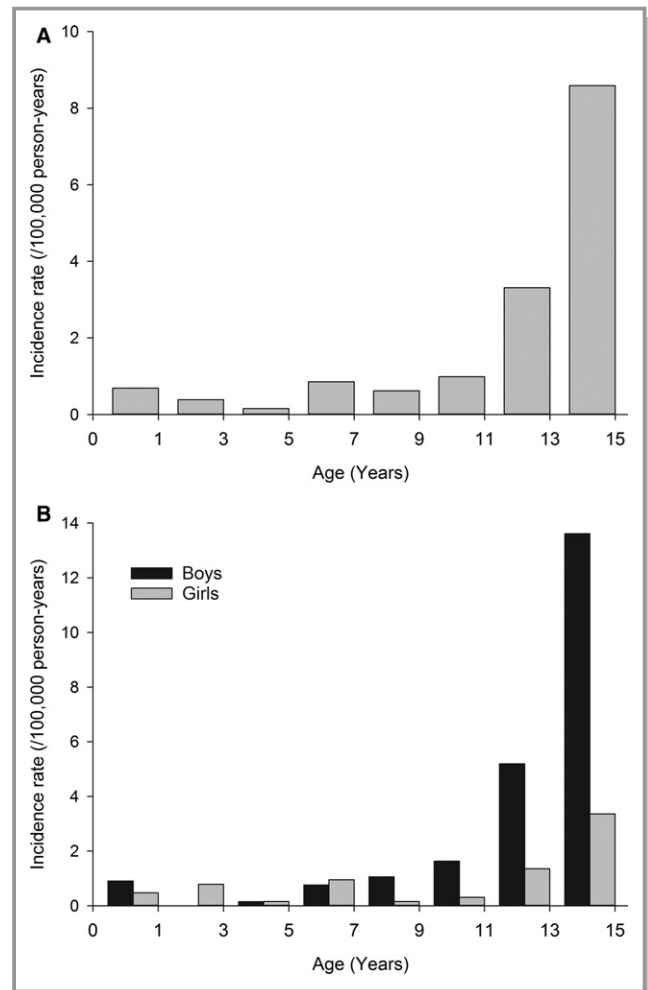 A
Incidence rate (/100,000 person-years)
10
8
6
4
2
0
0 1 3 5 7 9 11 13 15
Age (Years)
B
Incidence rate (/100,000 person-years)
14
12
10
8
6
4
2
0
Boys
Girls
0 1 3 5 7 9 11 13 15
Age (Years)